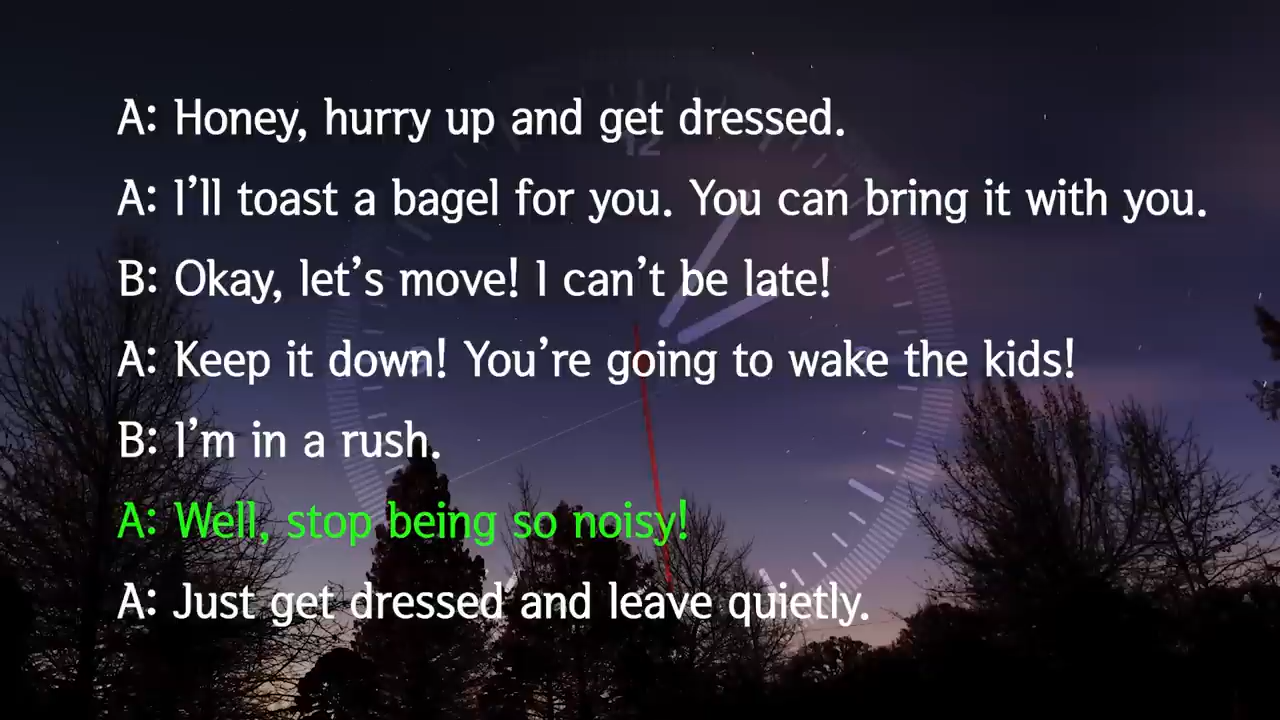 12
A: Honey, hurry up and get dressed.
A: I'll toast a bagel for you. You can bring it with you.
B: Okay, let's move! I can't be late!
A: Keep it down! You're going to wake the kids!
B: I'm in a rush.
A: Well, stop being so noisy!
A: Just get dressed and leave quietly.